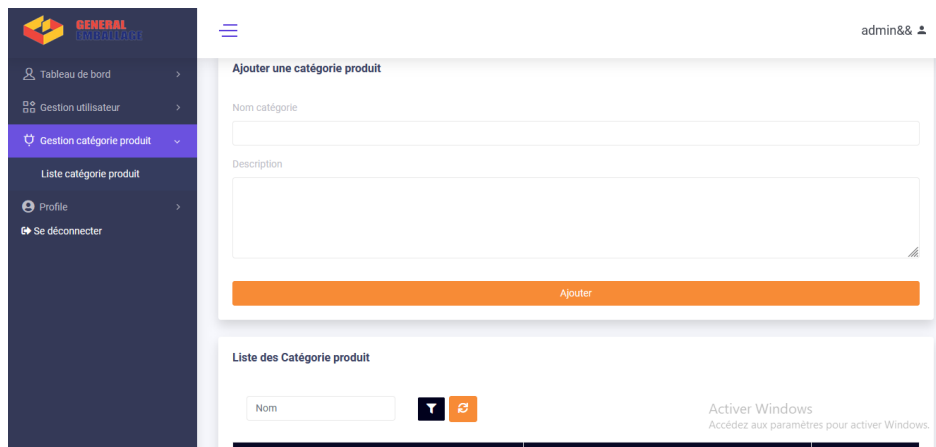 GENERAL
EMBALLAGE
admin&&
Tableau de bord
Gestion utilisateur
Gestion catégorie produit
Liste catégorie produit
Profile
Se déconnecter
Ajouter une catégorie produit
Nom catégorie
Description
Ajouter
Liste des Catégorie produit
Nom
Activer Windows
Accédez aux paramètres pour activer Windows.